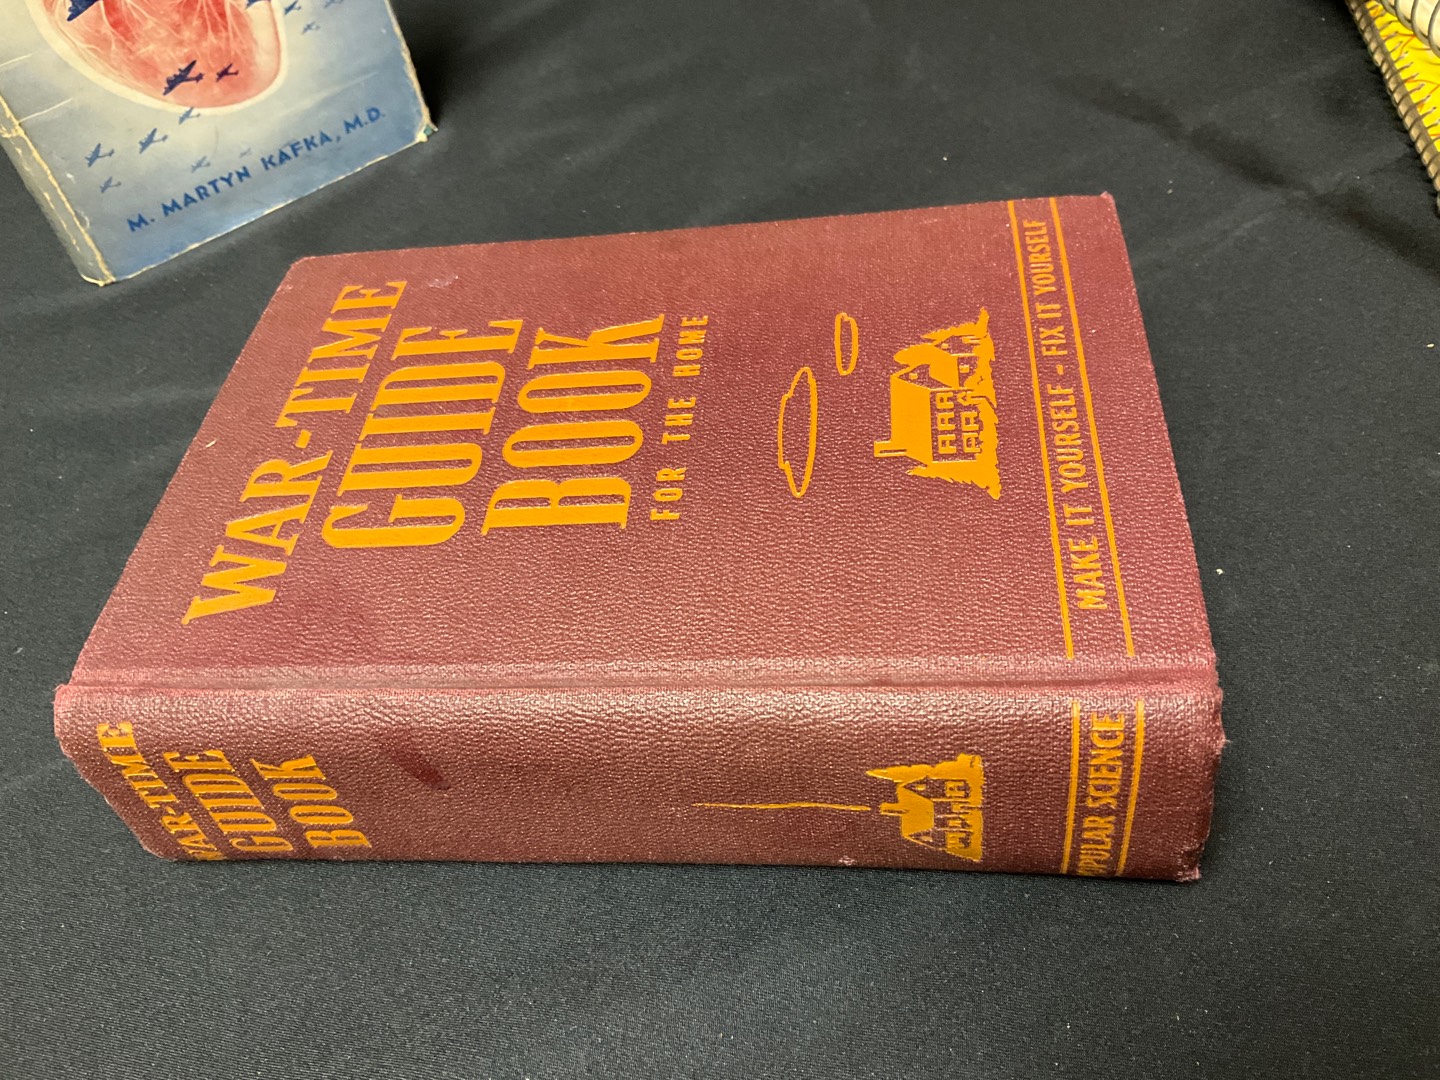 M. MARTYN KAFKA, M.D.
WAR-TIME
GUIDE
BOOK
FOR THE HOME
MAKE IT YOURSELF - FIX IT YOURSELF
WAR-TIME
GUIDE
BOOK
POPULAR SCIENCE